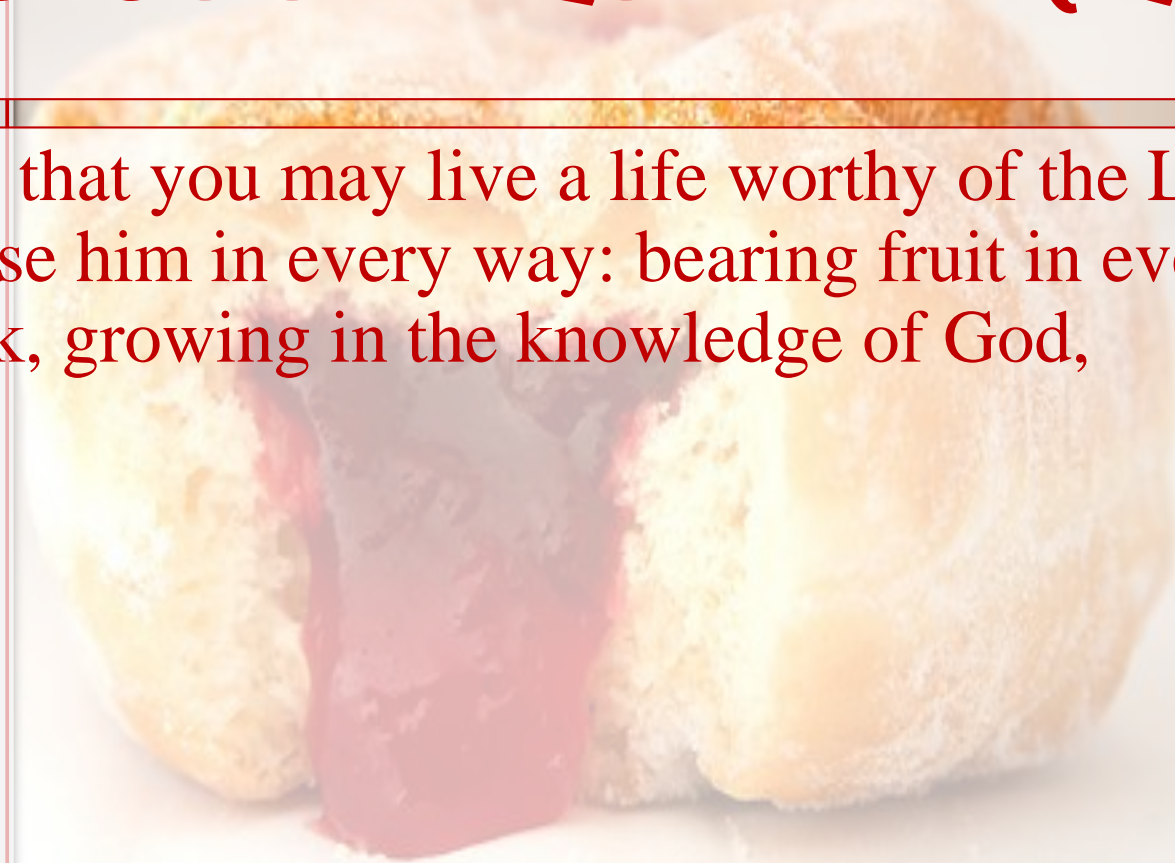 that you may live a life worthy of the L
se him in every way: bearing fruit in eve
k, growing in the knowledge of God,